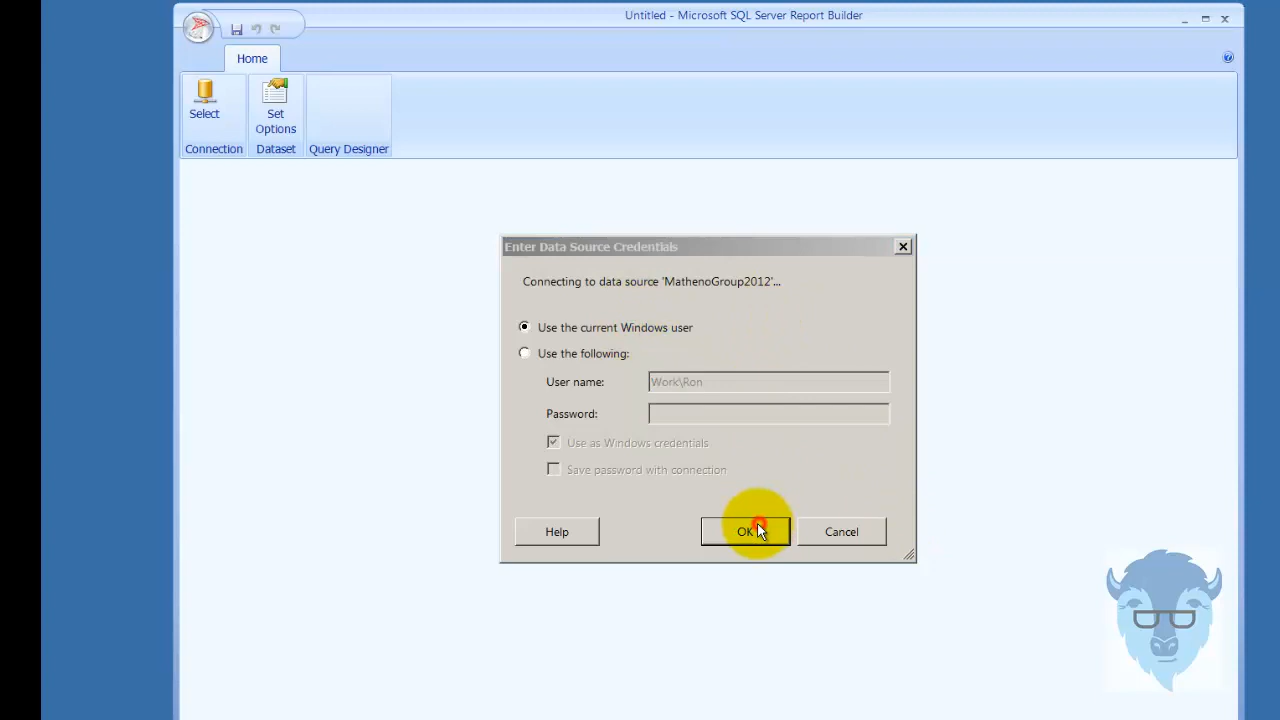 Untitled - Microsoft SQL Server Report Builder
Home
Select
Set
Options
Connection
Dataset
Query Designer
Enter Data Source Credentials
Connecting to data source 'MathenoGroup2012'...
Use the current Windows user
Use the following:
User name:
Work\Ron
Password:
Use as Windows credentials
Save password with connection
Help
OK
Cancel